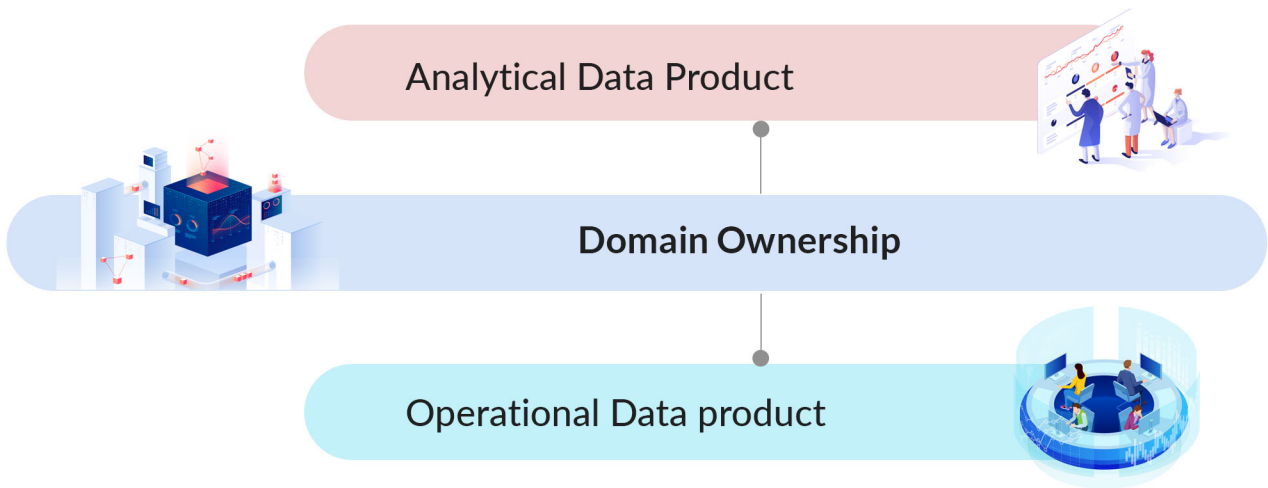 Analytical Data Product
Domain Ownership
Operational Data product